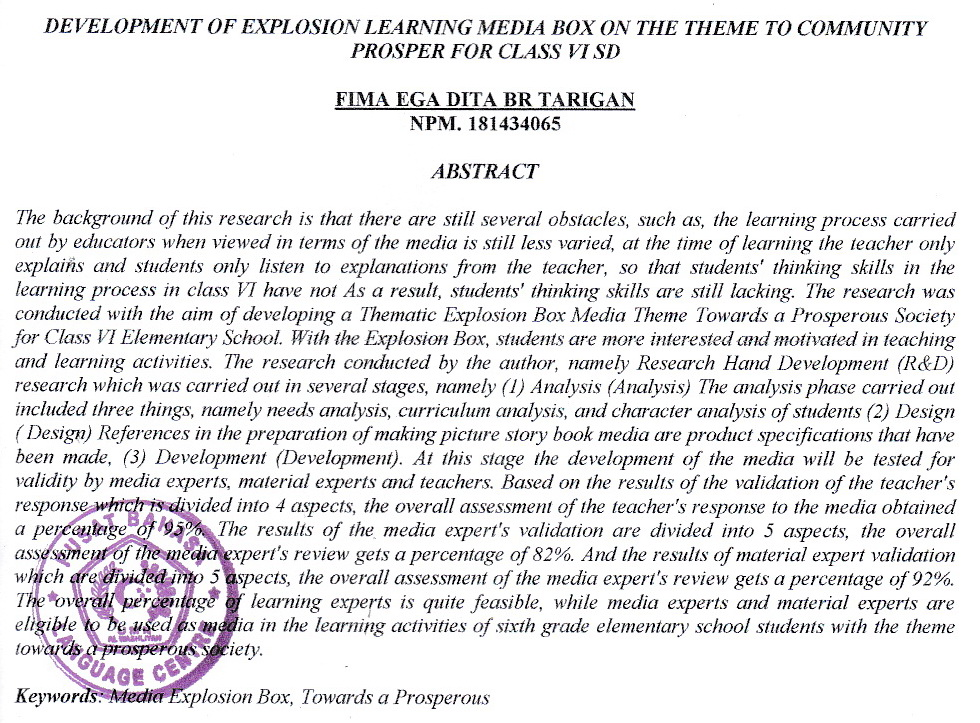 DEVELOPMENT OF EXPLOSION LEARNING MEDIA BOX ON THE THEME TO COMMUNITY
PROSPER FOR CLASS VI SD
FIMA EGA DITA BR TARIGAN
NPM. 181434065
ABSTRACT
The background of this research is that there are still several obstacles, such as, the learning process carried
out by educators when viewed in terms of the media is still less varied, at the time of learning the teacher only
explains and students only listen to explanations from the teacher, so that students' thinking skills in the
learning process in class VI have not As a result, students' thinking skills are still lacking. The research was
conducted with the aim of developing a Thematic Explosion Box Media Theme Towards a Prosperous Society
for Class VI Elementary School. With the Explosion Box, students are more interested and motivated in teaching
and learning activities. The research conducted by the author, namely Research Hand Development (R&D)
research which was carried out in several stages, namely (1) Analysis (Analysis) The analysis phase carried out
included three things, namely needs analysis, curriculum analysis, and character analysis of students (2) Design
( Design) References in the preparation of making picture story book media are product specifications that have
been made, (3) Development (Development). At this stage the development of the media will be tested for
validity by media experts, material experts and teachers. Based on the results of the validation of the teacher's
response which is divided into 4 aspects, the overall assessment of the teacher's response to the media obtained
a percentage of 95%. The results of the media expert's validation are divided into 5 aspects, the overall
assessment of the media expert's review gets a percentage of 82%. And the results of material expert validation
which are divided into 5 aspects, the overall assessment of the media expert's review gets a percentage of 92%.
The overall percentage of learning experts is quite feasible, while media experts and material experts are
eligible to be used as media in the learning activities of sixth grade elementary school students with the theme
towards a prosperous society.
Keywords: Media Explosion Box, Towards a Prosperous
PUSAT BAHASA
LANGUAGE CENTRE